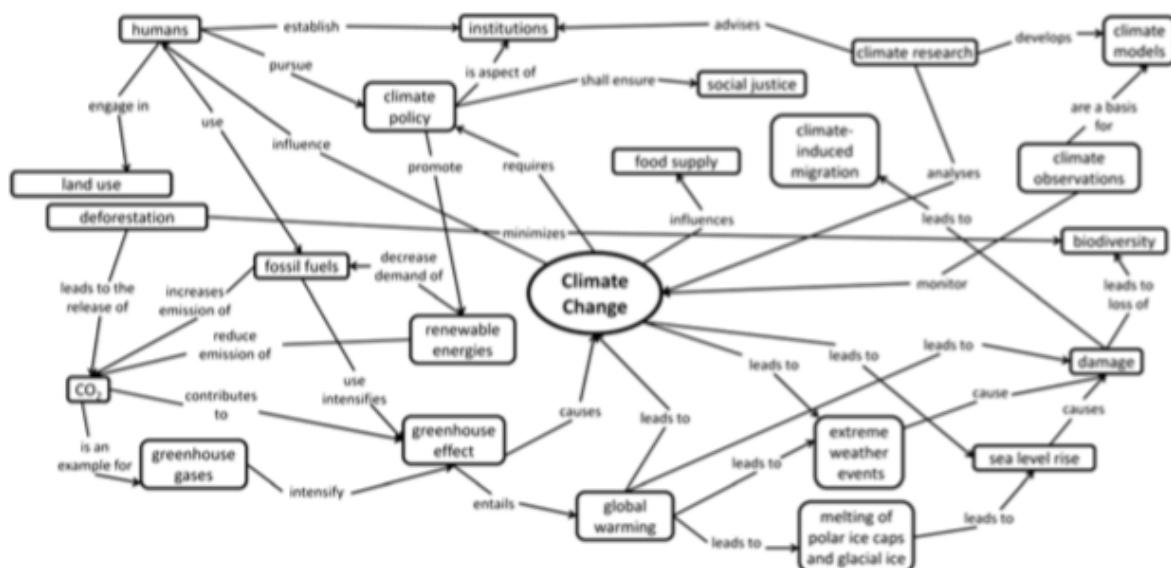 humans
establish
institutions
advises
climate research
develops
climate
models
pursue
is aspect of
shall ensure
social justice
climate
policy
engage in
use
influence
promote
requires
food supply
climate-
induced
migration
analyses
are a basis
for
climate
observations
land use
deforestation
minimizes
influences
leads to
biodiversity
fossil fuels
decrease
demand of
Climate
Change
monitor
leads to the
release of
increases
emission of
leads to
loss of
reduce
emission of
renewable
energies
leads to
leads to
leads to
damage
CO₂
contributes
to
use
intensifies
causes
leads to
cause
causes
is an
example for
greenhouse
gases
greenhouse
effect
extreme
weather
events
sea level rise
leads to
intensify
entails
global
warming
leads to
melting of
polar ice caps
and glacial ice
leads to